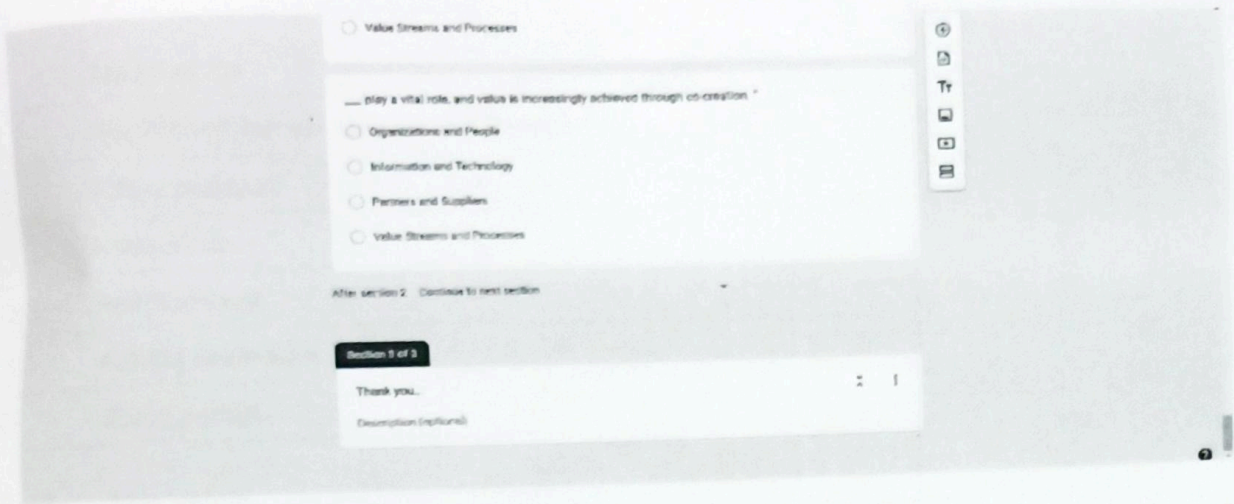 Value Streams and Processes
___ play a vital role, and value is increasingly achieved through co-creation. *
Organizations and People
Information and Technology
Partners and Suppliers
Value Streams and Processes
After section 2 Continue to next section
Section 3 of 3
Thank you...
Description (optional)
Tт